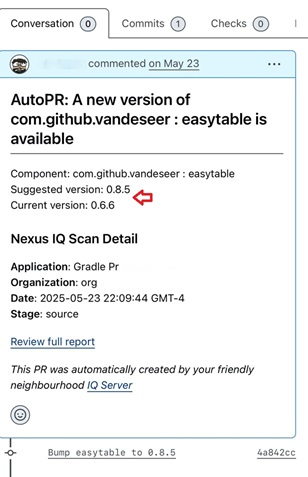 Conversation 0
Commits 1
Checks 0
commented on May 23
AutoPR: A new version of
com.github.vandeseer : easytable is
available
Component: com.github.vandeseer : easytable
Suggested version: 0.8.5
Current version: 0.6.6
Nexus IQ Scan Detail
Application: Gradle Pr
Organization: org
Date: 2025-05-23 22:09:44 GMT-4
Stage: source
Review full report
This PR was automatically created by your friendly
neighbourhood IQ Server
Bump easytable to 0.8.5
4a842cc